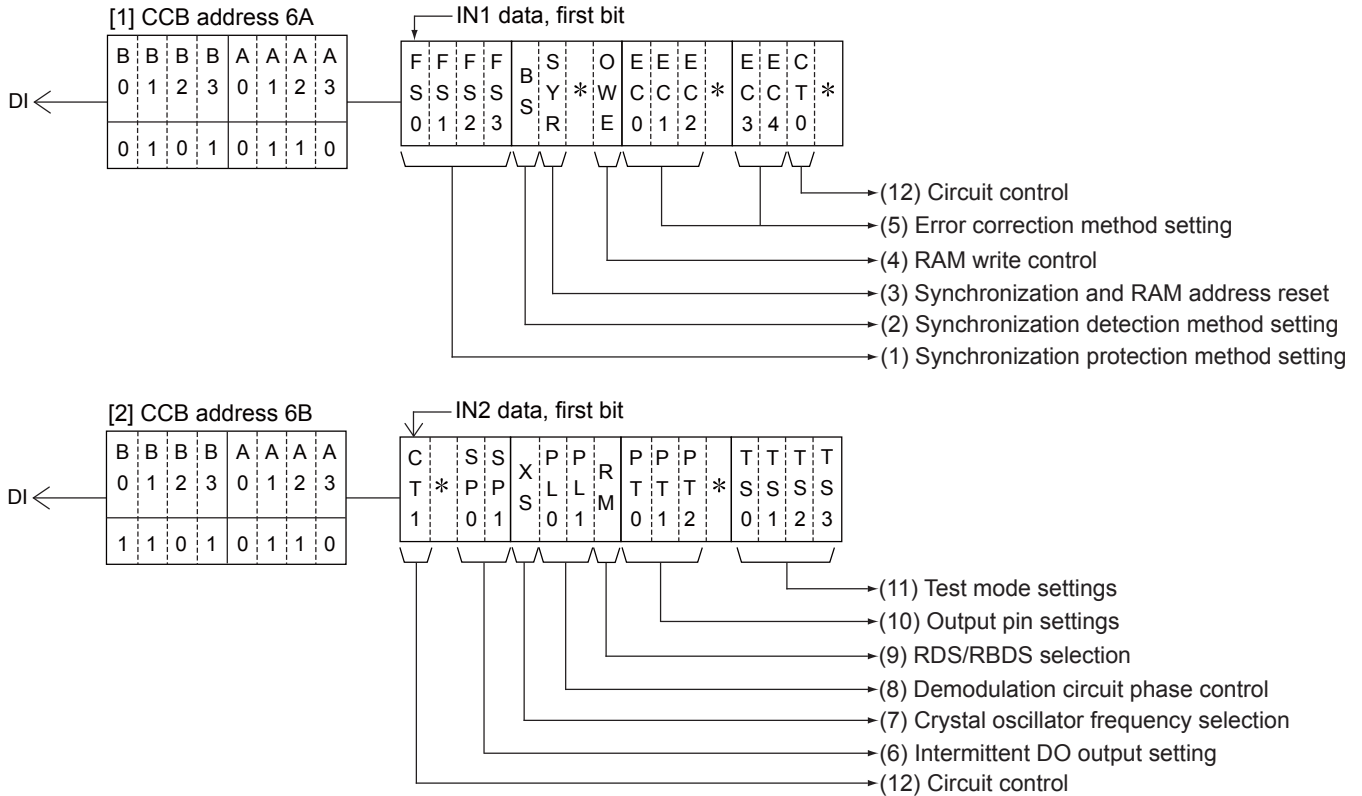 [1] CCB address 6A
IN1 data, first bit
B0 B1 B2 B3 A0 A1 A2 A3
FS0 FS1 FS2 FS3 BS SYR * OWE EC0 EC1 EC2 * EC3 EC4 CT0 *
DI
0 1 0 1 0 1 1 0
(12) Circuit control
(5) Error correction method setting
(4) RAM write control
(3) Synchronization and RAM address reset
(2) Synchronization detection method setting
(1) Synchronization protection method setting
[2] CCB address 6B
IN2 data, first bit
B0 B1 B2 B3 A0 A1 A2 A3
CT1 * SP0 SP1 XS PL0 PL1 RM PT0 PT1 PT2 * TS0 TS1 TS2 TS3
DI
1 1 0 1 0 1 1 0
(11) Test mode settings
(10) Output pin settings
(9) RDS/RBDS selection
(8) Demodulation circuit phase control
(7) Crystal oscillator frequency selection
(6) Intermittent DO output setting
(12) Circuit control